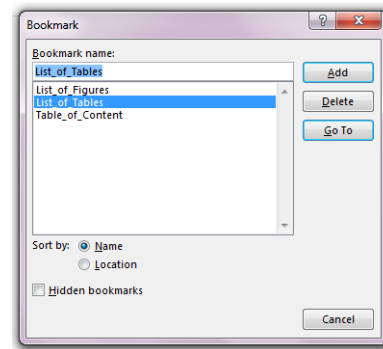 Bookmark
Bookmark name:
List_of_Tables
Add
List_of_Figures
List_of_Tables
Table_of_Content
Delete
Go To
Sort by: Name
Location
Hidden bookmarks
Cancel